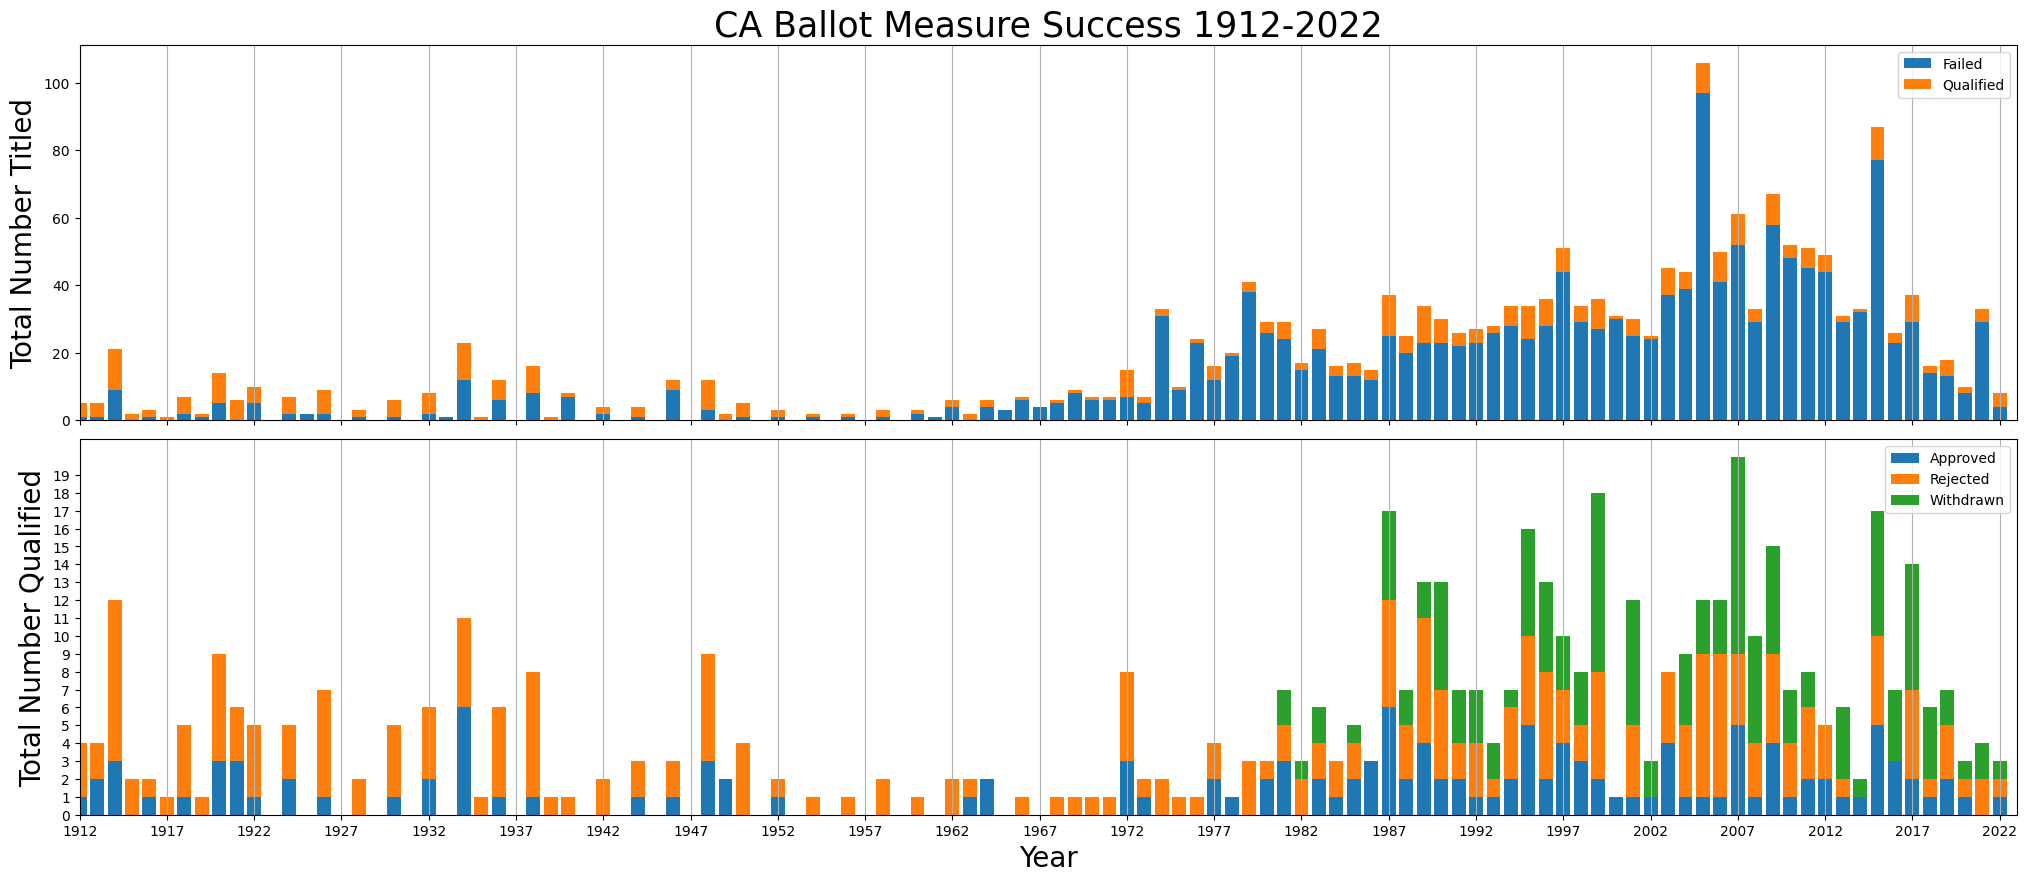 CA Ballot Measure Success 1912-2022
Total Number Titled
100
80
60
40
20
0
Failed
Qualified
Total Number Qualified
19
18
17
16
15
14
13
12
11
10
9
8
7
6
5
4
3
2
1
0
Approved
Rejected
Withdrawn
1912 1917 1922 1927 1932 1937 1942 1947 1952 1957 1962 1967 1972 1977 1982 1987 1992 1997 2002 2007 2012 2017 2022
Year